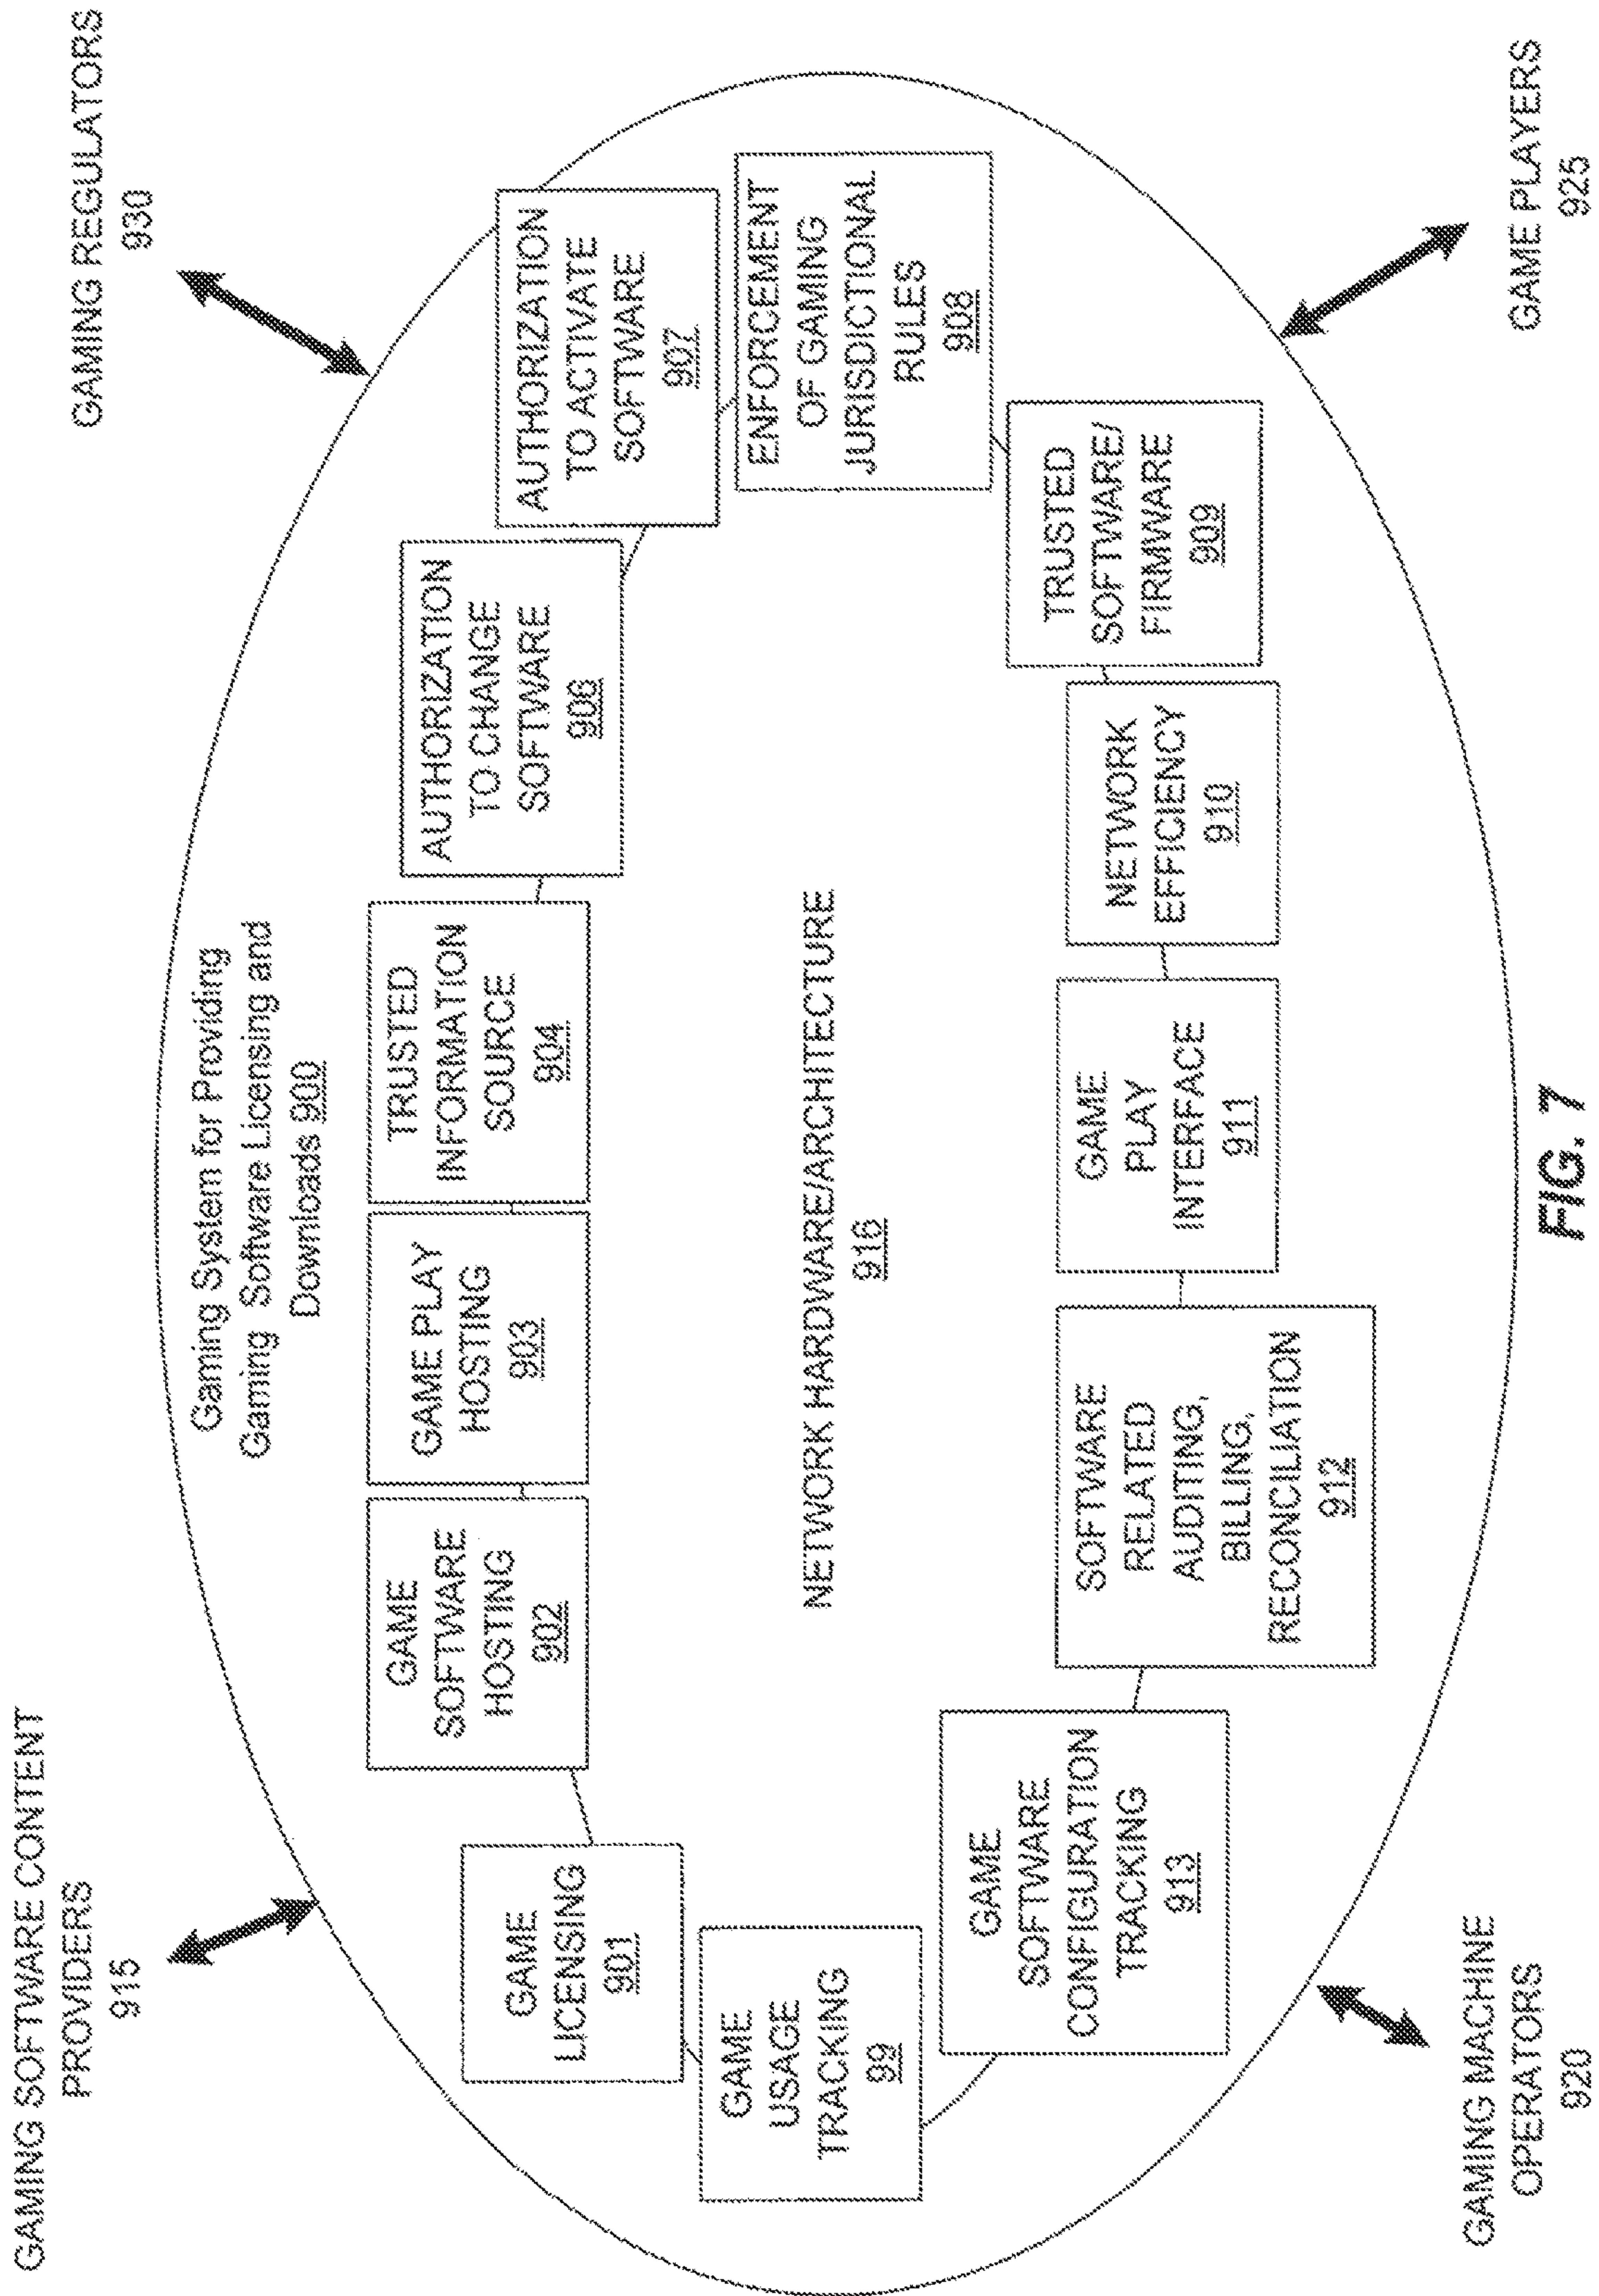 GAMING SOFTWARE CONTENT
PROVIDERS
915
GAMING REGULATORS
930
Gaming System for Providing
Gaming Software Licensing and
Downloads 900
GAME
LICENSING
901
GAME
SOFTWARE
HOSTING
902
GAME PLAY
HOSTING
903
TRUSTED
INFORMATION
SOURCE
904
AUTHORIZATION
TO CHANGE
SOFTWARE
906
AUTHORIZATION
TO ACTIVATE
SOFTWARE
907
ENFORCEMENT
OF GAMING
JURISDICTIONAL
RULES
908
NETWORK HARDWARE/ARCHITECTURE
916
GAME
USAGE
TRACKING
99
GAME
SOFTWARE
CONFIGURATION
TRACKING
913
SOFTWARE
RELATED
AUDITING,
BILLING,
RECONCILIATION
912
GAME
PLAY
INTERFACE
911
NETWORK
EFFICIENCY
910
TRUSTED
SOFTWARE/
FIRMWARE
909
GAMING MACHINE
OPERATORS
920
GAME PLAYERS
925
FIG. 7